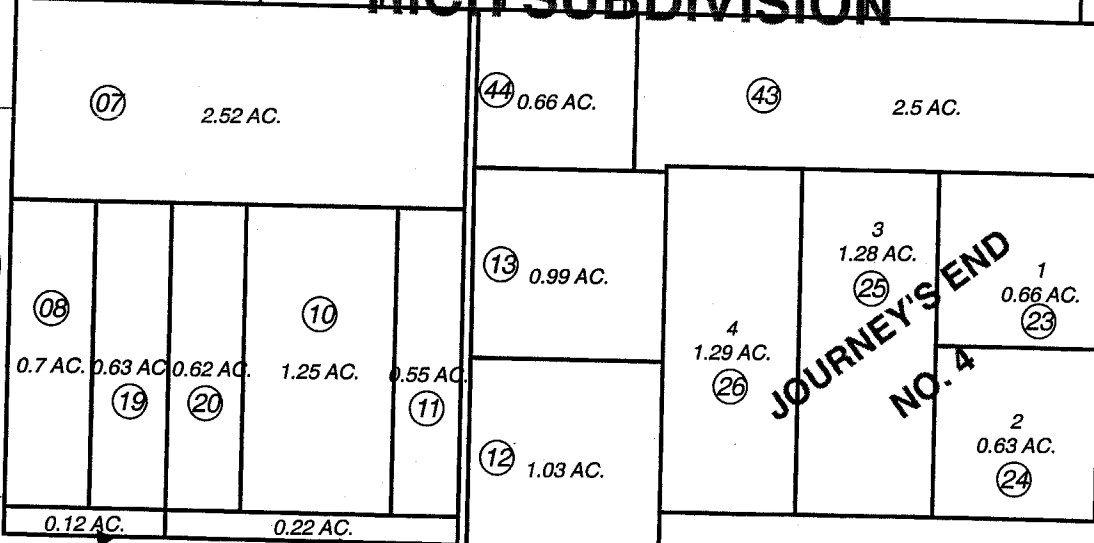 SUBDIVISION
07
2.52 AC.
44
0.66 AC.
43
2.5 AC.
08
0.7 AC.
19
0.63 AC
20
0.62 AC.
10
1.25 AC.
11
0.55 AC.
0.12 AC.
0.22 AC.
13
0.99 AC.
12
1.03 AC.
4
1.29 AC.
26
3
1.28 AC.
25
1
0.66 AC.
23
2
0.63 AC.
24
JOURNEY'S END
NO. 4